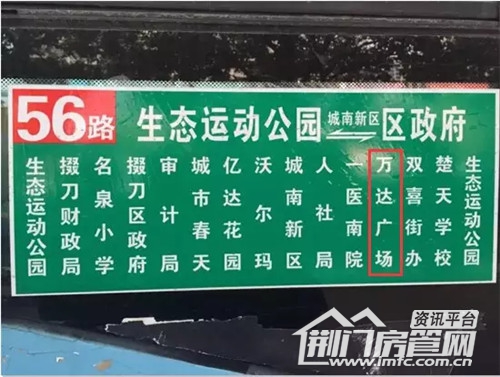 56路
生态运动公园
城南新区
区政府
生态运动公园
掇刀财政局
名泉小学
掇刀区政府
审计局
城市春天
亿达花园
沃尔玛
城南新区
人社局
一医南院
万达广场
双喜街办
楚天学校
生态运动公园
资讯平台
荆门房管网
www.jmfc.com.cn